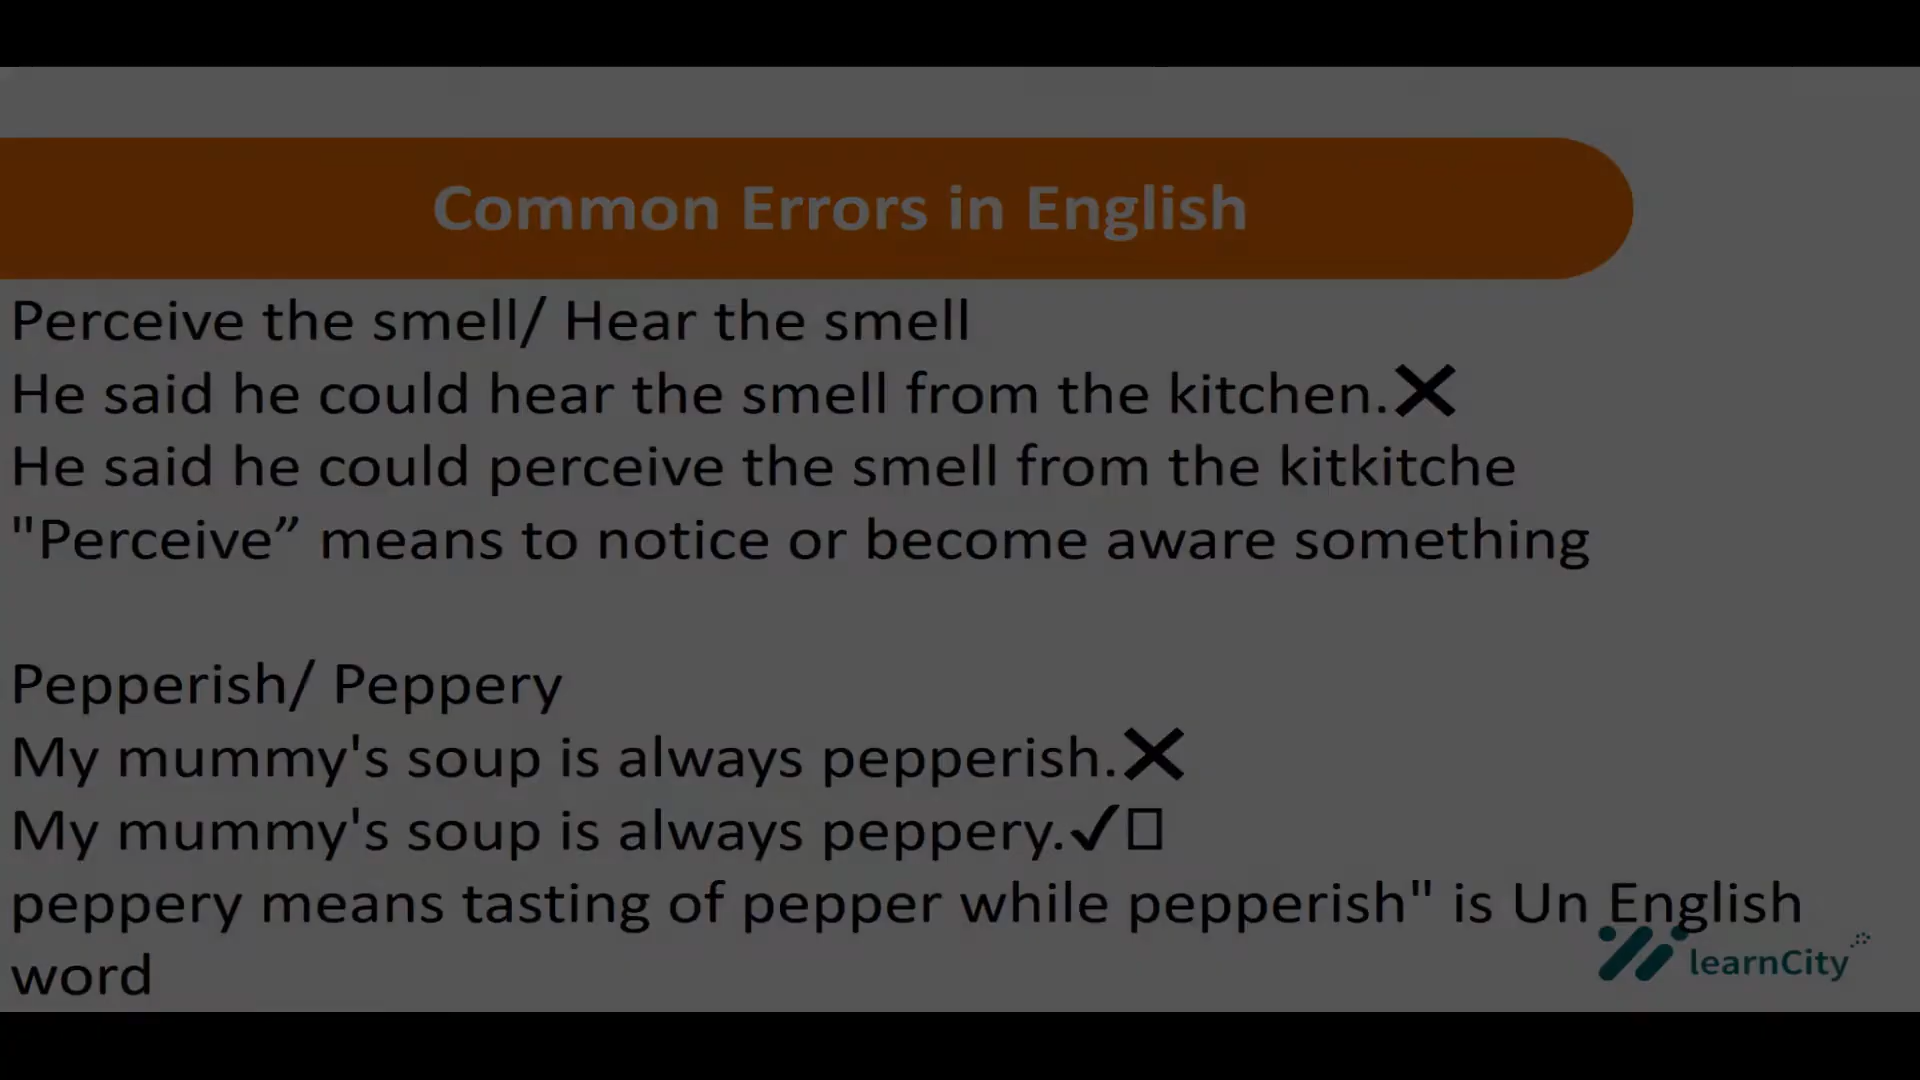 Common Errors in English
Perceive the smell/ Hear the smell
He said he could hear the smell from the kitchen.❌
He said he could perceive the smell from the kitkitche
"Perceive” means to notice or become aware something
Pepperish/ Peppery
My mummy's soup is always pepperish.❌
My mummy's soup is always peppery.✓□
peppery means tasting of pepper while pepperish" is Un English
word
learnCity